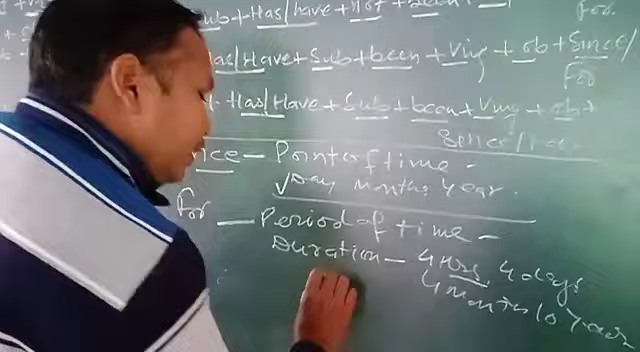 Sub + Has/have + Not + been +
Has/Have + Sub + been + Ving + ob + Since/
For
Has/Have + Sub + been + Ving + ob +
Since/For
Since — Point of time -
✓ Day, months, year.
For — Period of time -
Duration — 4 Hrs 4 days
4 months 10 years